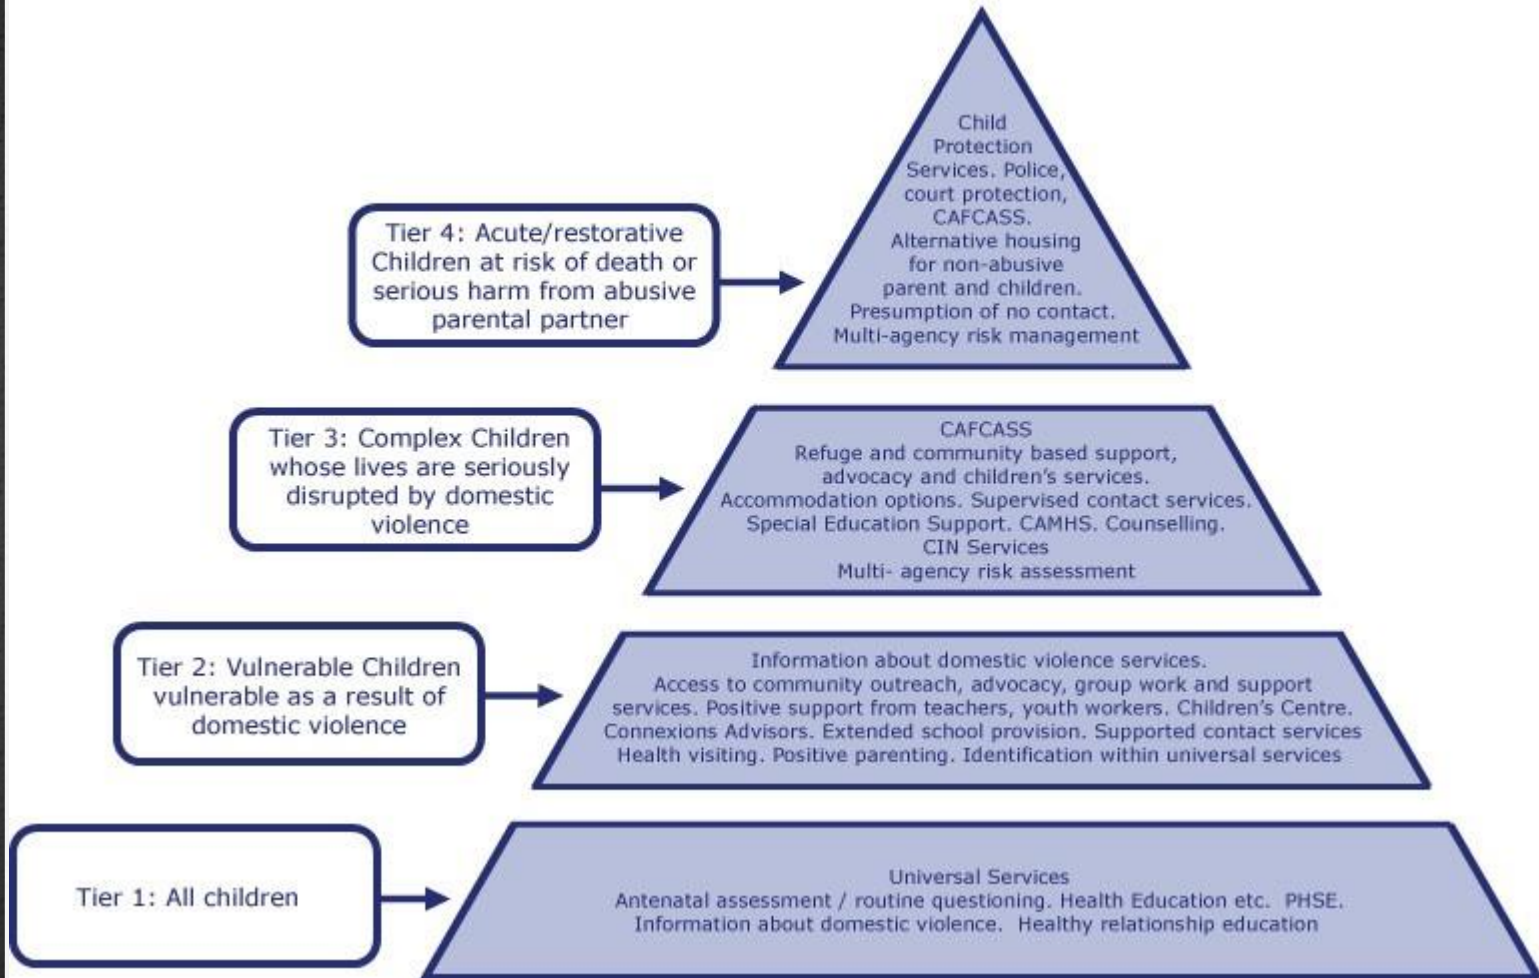 Child
Protection
Services. Police,
court protection,
CAFCASS.
Alternative housing
for non-abusive
parent and children.
Presumption of no contact.
Multi-agency risk management
Tier 4: Acute/restorative
Children at risk of death or
serious harm from abusive
parental partner
CAFCASS
Refuge and community based support,
advocacy and children's services.
Accommodation options. Supervised contact services.
Special Education Support. CAMHS. Counselling.
CIN Services
Multi- agency risk assessment
Tier 3: Complex Children
whose lives are seriously
disrupted by domestic
violence
Information about domestic violence services.
Access to community outreach, advocacy, group work and support
services. Positive support from teachers, youth workers. Children's Centre.
Connexions Advisors. Extended school provision. Supported contact services
Health visiting. Positive parenting. Identification within universal services
Tier 2: Vulnerable Children
vulnerable as a result of
domestic violence
Universal Services
Antenatal assessment / routine questioning. Health Education etc. PHSE.
Information about domestic violence. Healthy relationship education
Tier 1: All children